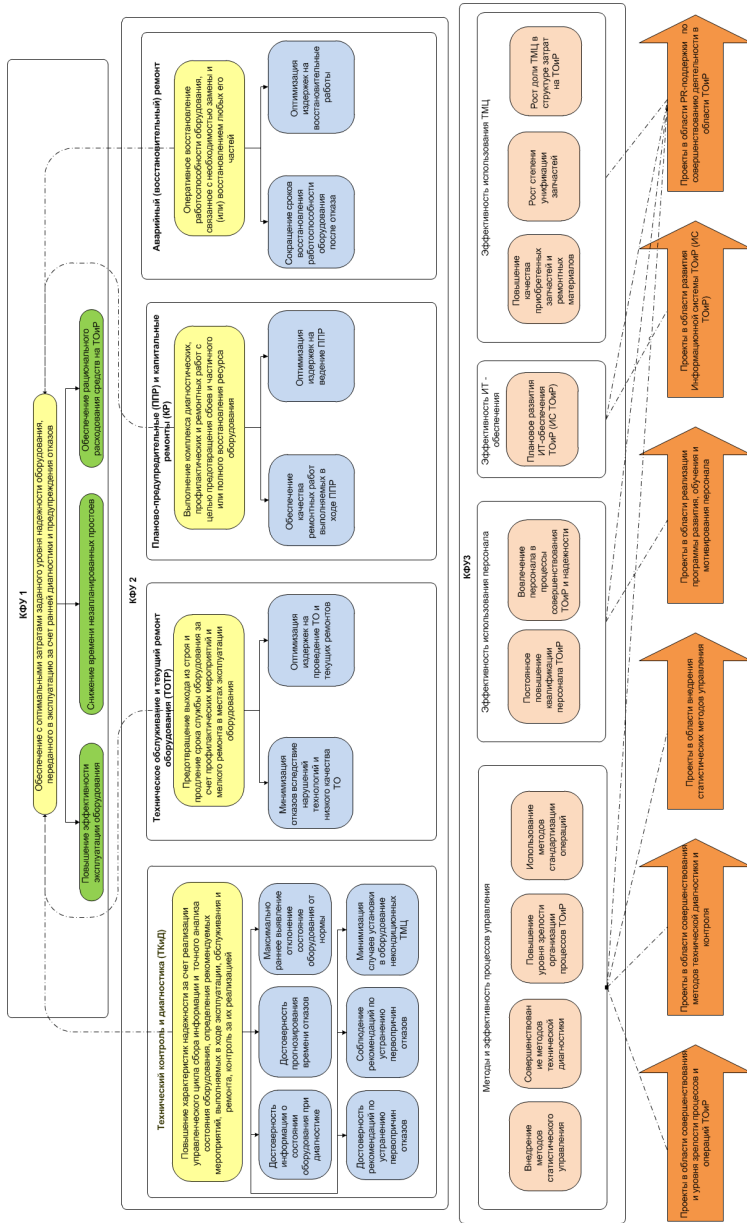 КФУ 1
Обеспечение с оптимальными затратами заданного уровня надежности оборудования,
переданного в эксплуатацию за счет ранней диагностики и предупреждения отказов
Повышение эффективности
эксплуатации оборудования
Снижение времени незапланированных простоев
Обеспечение рационального
расходования средств на ТОиР
КФУ 2
Технический контроль и диагностика (ТКиД)
Повышение характеристик надежности за счет реализации
управленческого цикла сбора информации и точного анализа
состояния оборудования, определения рекомендуемых
мероприятий, выполняемых в ходе эксплуатации, обслуживания и
ремонта, контроль за их реализацией
Достоверность
информации о
состоянии
оборудования при
диагностике
Достоверность
прогнозирования
времени отказов
Максимально
раннее выявление
отклонение
состояние
оборудования от
нормы
Достоверность
рекомендаций по
устранению
первопричин
отказов
Соблюдение
рекомендаций по
устранению
первопричин
отказов
Минимизация
случаев установки
в оборудование
некондиционных
ТМЦ
Техническое обслуживание и текущий ремонт
оборудования (ТОТР)
Предотвращение выхода из строя и
продление срока службы оборудования за
счет профилактических мероприятий и
мелкого ремонта в местах эксплуатации
оборудования
Минимизация
отказов вследствие
нарушений
технологий и
низкого качества
ТО
Оптимизация
издержек на
проведение ТО и
текущих ремонтов
Планово-предупредительные (ППР) и капитальные
ремонты (КР)
Выполнение комплекса диагностических,
профилактических и ремонтных работ с
целью предотвращения сбоев и частичного
или полного восстановления ресурса
оборудования
Обеспечение
качества
ремонтных работ
выполняемых в
ходе ППР
Оптимизация
издержек на
ведение ППР
Аварийный (восстановительный) ремонт
Оперативное восстановление
работоспособности оборудования,
связанное с необходимостью замены и
(или) восстановлением любых его
частей
Сокращение сроков
восстановления
работоспособности
оборудования
после отказа
Оптимизация
издержек на
восстановительные
работы
КФУ3
Методы и эффективность процессов управления
Внедрение
методов
статистического
управления
Совершенствован
ие методов
технической
диагностики
Повышение
уровня зрелости
организации
процессов ТОиР
Использование
методов
стандартизации
операций
Эффективность использования персонала
Постоянное
повышение
квалификации
персонала ТОиР
Вовлечение
персонала в
процессы
совершенствования
ТОиР и надежности
Эффективность ИТ -
обеспечения
Плановое развития
ИТ-обеспечения
ТОиР (ИС ТОиР)
Эффективность использования ТМЦ
Повышение
качества
приобретенных
запчастей и
ремонтных
материалов
Рост степени
унификации
запчастей
Рост доли ТМЦ в
структуре затрат
на ТОиР
Проекты в области совершенствования
и уровня зрелости процессов и
операций ТОиР
Проекты в области совершенствования
методов технической диагностики и
контроля
Проекты в области внедрения
статистических методов управления
Проекты в области реализации
программы развития, обучения и
мотивирования персонала
Проекты в области развития
Информационной системы ТОиР (ИС
ТОиР)
Проекты в области PR-поддержки по
совершенствованию деятельности в
области ТОиР